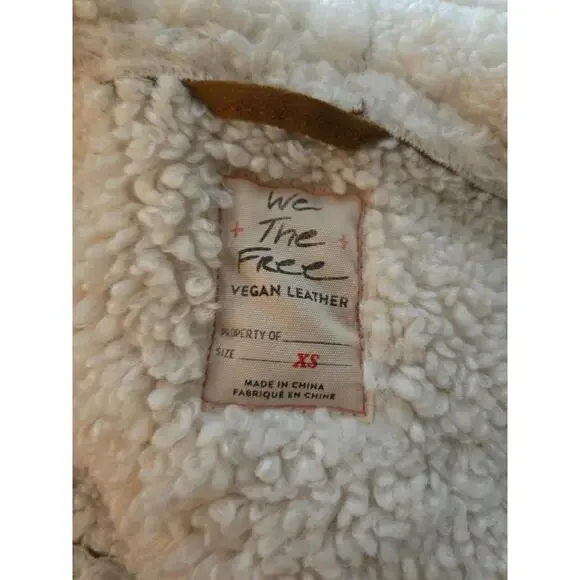 We
The
Free
VEGAN LEATHER
PROPERTY OF
SIZE XS
MADE IN CHINA
FABRIQUÉ EN CHINE